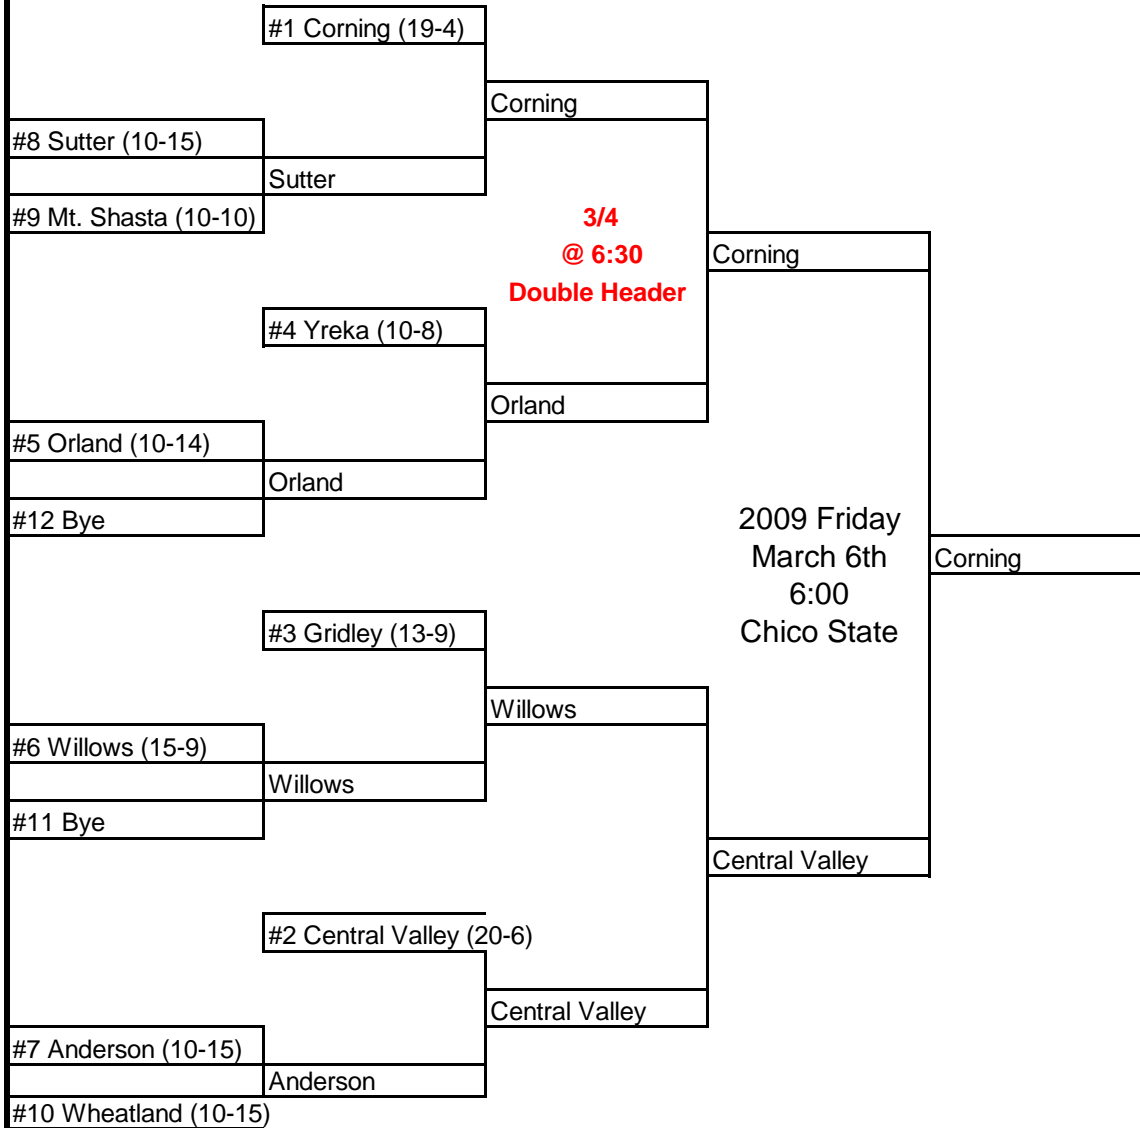 #1 Corning (19-4)
Corning
#8 Sutter (10-15)
Sutter
#9 Mt. Shasta (10-10)
3/4
@ 6:30
Double Header
Corning
#4 Yreka (10-8)
Orland
#5 Orland (10-14)
Orland
#12 Bye
2009 Friday
March 6th
6:00
Chico State
Corning
#3 Gridley (13-9)
Willows
#6 Willows (15-9)
Willows
#11 Bye
Central Valley
#2 Central Valley (20-6)
Central Valley
#7 Anderson (10-15)
Anderson
#10 Wheatland (10-15)